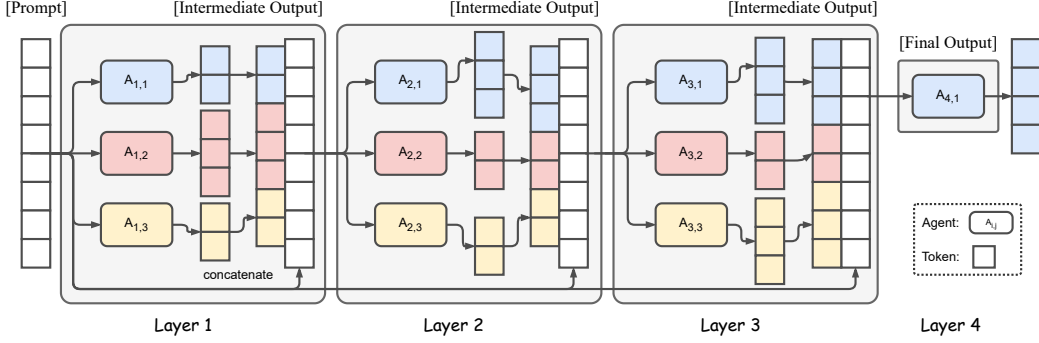 [Prompt]
[Intermediate Output]
[Intermediate Output]
[Intermediate Output]
[Final Output]
A1,1
A1,2
A1,3
concatenate
A2,1
A2,2
A2,3
A3,1
A3,2
A3,3
A4,1
Agent: Ai,j
Token:
Layer 1
Layer 2
Layer 3
Layer 4